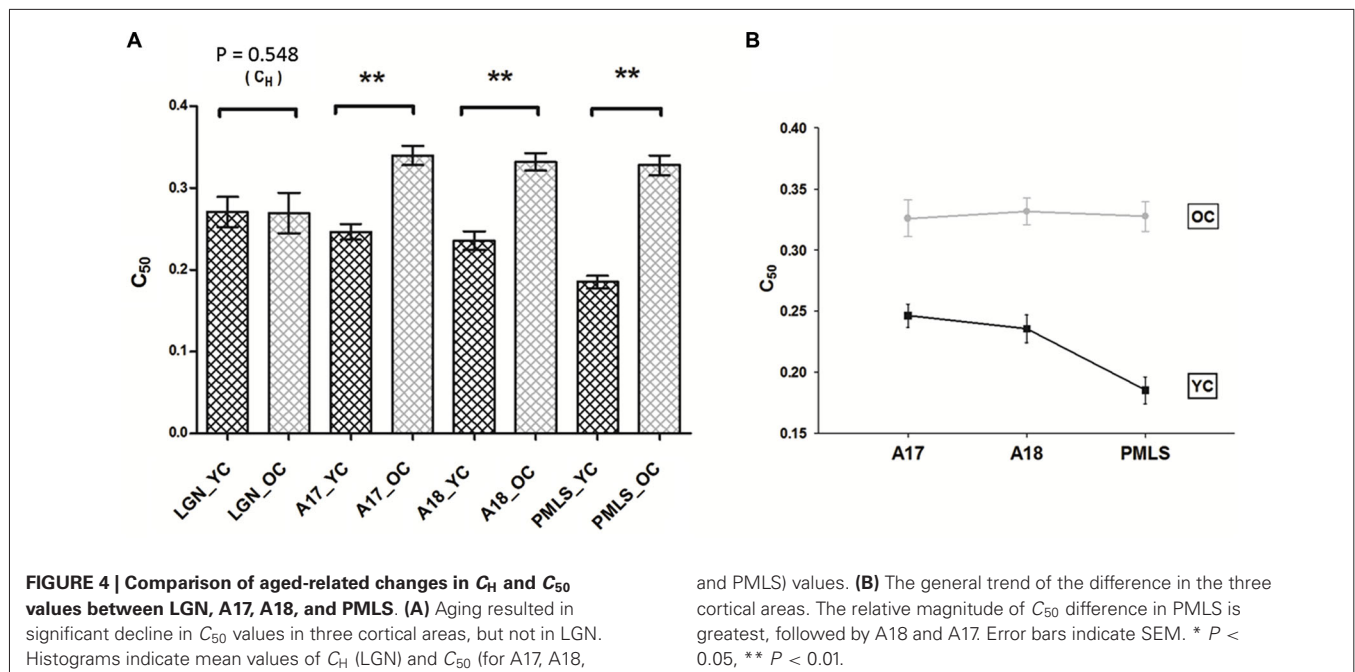 A
P = 0.548
( C_H )
**
**
**
0.4
0.3
0.2
0.1
0.0
C_50
LGN_YC
LGN_OC
A17_YC
A17_OC
A18_YC
A18_OC
PMLS_YC
PMLS_OC
B
0.40
0.35
0.30
0.25
0.20
0.15
C_50
OC
YC
A17
A18
PMLS
FIGURE 4 | Comparison of aged-related changes in C_H and C_50
values between LGN, A17, A18, and PMLS. (A) Aging resulted in
significant decline in C_50 values in three cortical areas, but not in LGN.
Histograms indicate mean values of C_H (LGN) and C_50 (for A17, A18,
and PMLS) values. (B) The general trend of the difference in the three
cortical areas. The relative magnitude of C_50 difference in PMLS is
greatest, followed by A18 and A17. Error bars indicate SEM. * P <
0.05, ** P < 0.01.